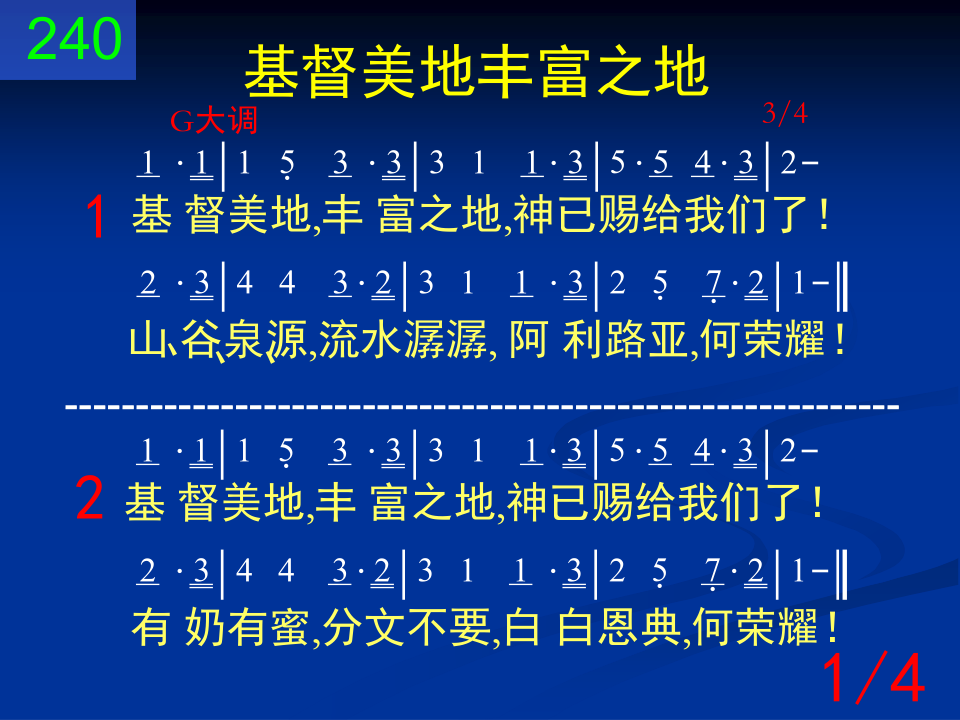 240
基督美地丰富之地
G大调 3/4
1 · 1 | 1 5̣ 3 · 3 | 3 1 1 · 3 | 5 · 5 4 · 3 | 2 −
1 基 督美地,丰 富之地,神已赐给我们了！
2 · 3 | 4 4 3 · 2 | 3 1 1 · 3 | 2 5̣ 7̣ · 2 | 1 − ‖
山、谷、泉、源,流水潺潺, 阿 利路亚,何荣耀！
------------------------------------------------------------
1 · 1 | 1 5̣ 3 · 3 | 3 1 1 · 3 | 5 · 5 4 · 3 | 2 −
2 基 督美地,丰 富之地,神已赐给我们了！
2 · 3 | 4 4 3 · 2 | 3 1 1 · 3 | 2 5̣ 7̣ · 2 | 1 − ‖
有 奶有蜜,分文不要,白 白恩典,何荣耀！
1/4